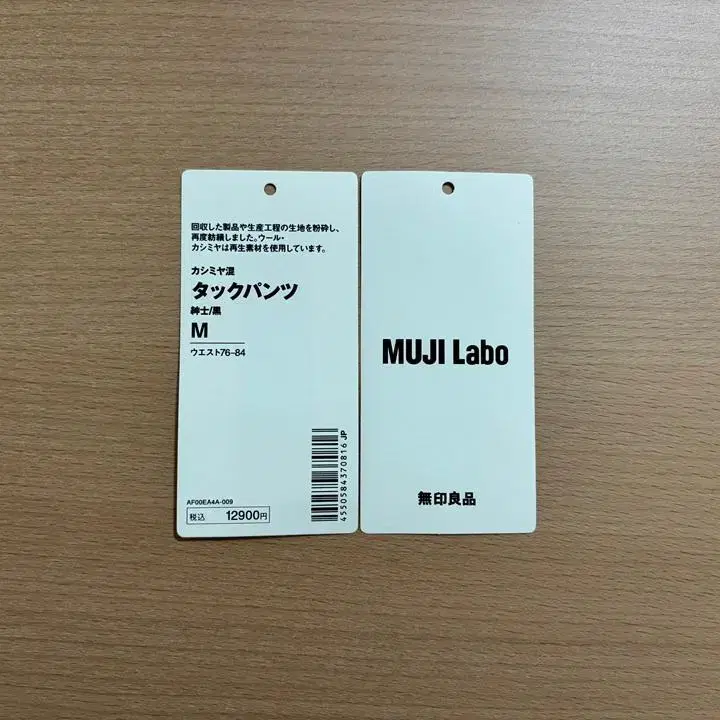 回収した製品や生産工程の生地を粉砕し、
再度紡績しました。ウール・
カシミヤは再生素材を使用しています。
カシミヤ混
タックパンツ
紳士/黒
M
ウエスト76-84
4550584370816 JP
AF00EA4A-009
税込 12900円
MUJI Labo
無印良品